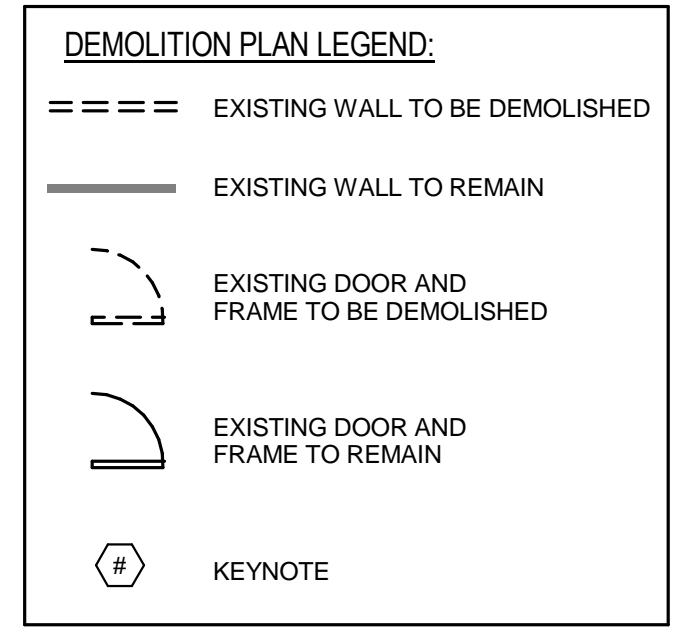 DEMOLITION PLAN LEGEND:
EXISTING WALL TO BE DEMOLISHED
EXISTING WALL TO REMAIN
EXISTING DOOR AND
FRAME TO BE DEMOLISHED
EXISTING DOOR AND
FRAME TO REMAIN
# KEYNOTE